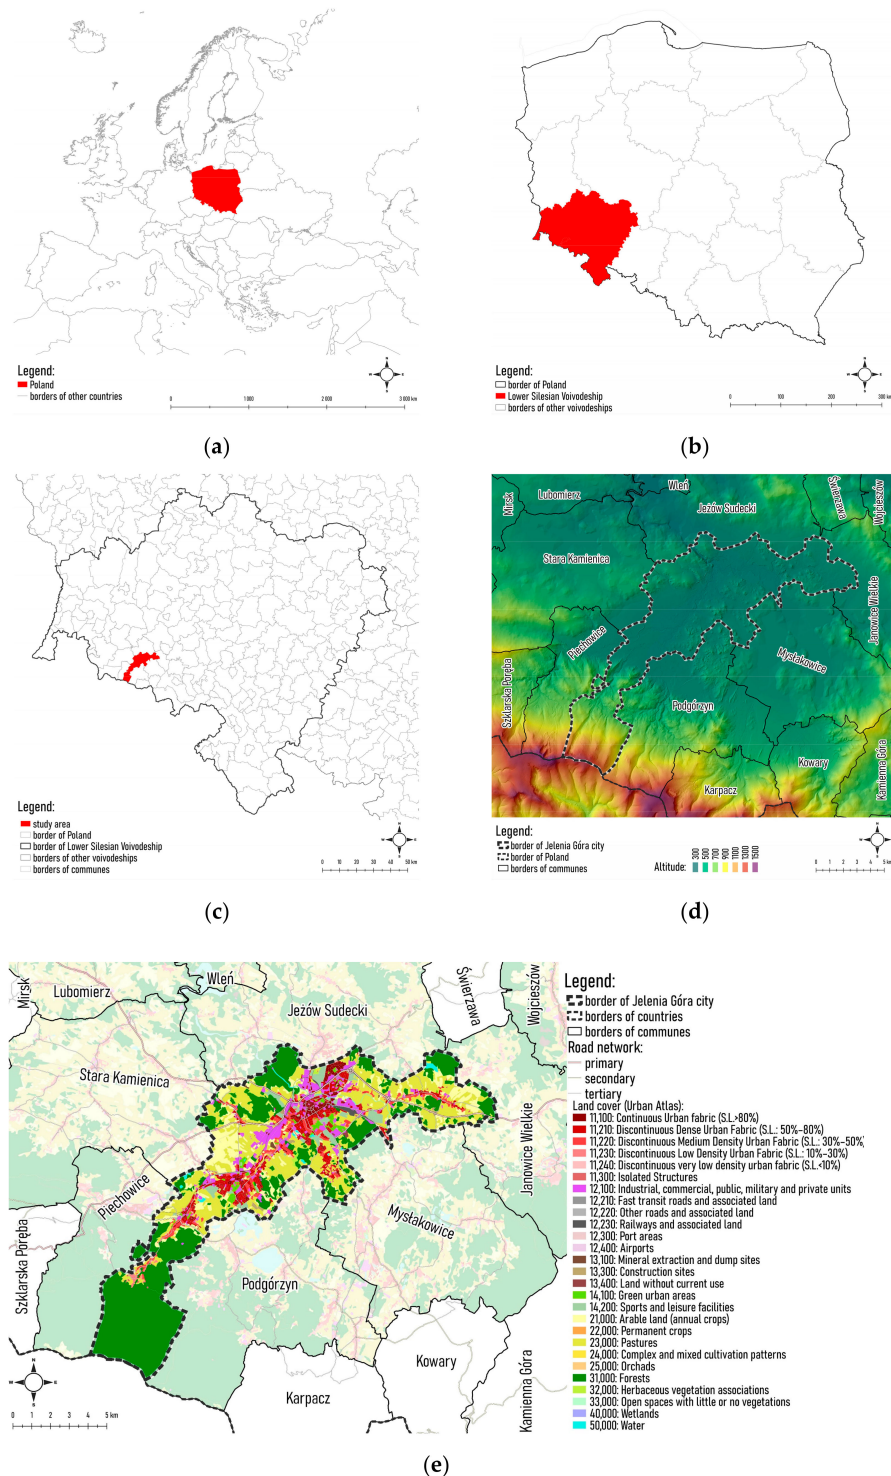 Legend:
Poland
borders of other countries
N
W E
S
0 1 000 2 000 3 000 km
(a)
Legend:
border of Poland
Lower Silesian Voivodeship
borders of other voivodeships
N
W E
S
0 100 200 300 km
(b)
Legend:
study area
border of Poland
border of Lower Silesian Voivodeship
borders of other voivodeships
borders of communes
N
W E
S
0 10 20 30 40 50 km
(c)
Mirsk
Lubomierz
Wleń
Jeżów Sudecki
Świerzawa
Wojcieszów
Stara Kamienica
Janowice Wielkie
Piechowice
Mysłakowice
Szklarska Poręba
Podgórzyn
Kowary
Kamienna Góra
Karpacz
Legend:
border of Jelenia Góra city
border of Poland
borders of communes
Altitude:
300
500
700
900
1100
1300
1500
N
W E
S
0 1 2 3 4 5 km
(d)
Mirsk
Lubomierz
Wleń
Jeżów Sudecki
Świerzawa
Wojcieszów
Stara Kamienica
Janowice Wielkie
Piechowice
Mysłakowice
Szklarska Poręba
Podgórzyn
Kowary
Karpacz
Kamienna Góra
N
W E
S
0 1 2 3 4 5 km
Legend:
border of Jelenia Góra city
borders of countries
borders of communes
Road network:
primary
secondary
tertiary
Land cover (Urban Atlas):
11,100: Continuous Urban fabric (S.L.>80%)
11,210: Discontinuous Dense Urban Fabric (S.L.: 50%–80%)
11,220: Discontinuous Medium Density Urban Fabric (S.L.: 30%–50%)
11,230: Discontinuous Low Density Urban Fabric (S.L.: 10%–30%)
11,240: Discontinuous very low density urban fabric (S.L.<10%)
11,300: Isolated Structures
12,100: Industrial, commercial, public, military and private units
12,210: Fast transit roads and associated land
12,220: Other roads and associated land
12,230: Railways and associated land
12,300: Port areas
12,400: Airports
13,100: Mineral extraction and dump sites
13,300: Construction sites
13,400: Land without current use
14,100: Green urban areas
14,200: Sports and leisure facilities
21,000: Arable land (annual crops)
22,000: Permanent crops
23,000: Pastures
24,000: Complex and mixed cultivation patterns
25,000: Orchads
31,000: Forests
32,000: Herbaceous vegetation associations
33,000: Open spaces with little or no vegetations
40,000: Wetlands
50,000: Water
(e)